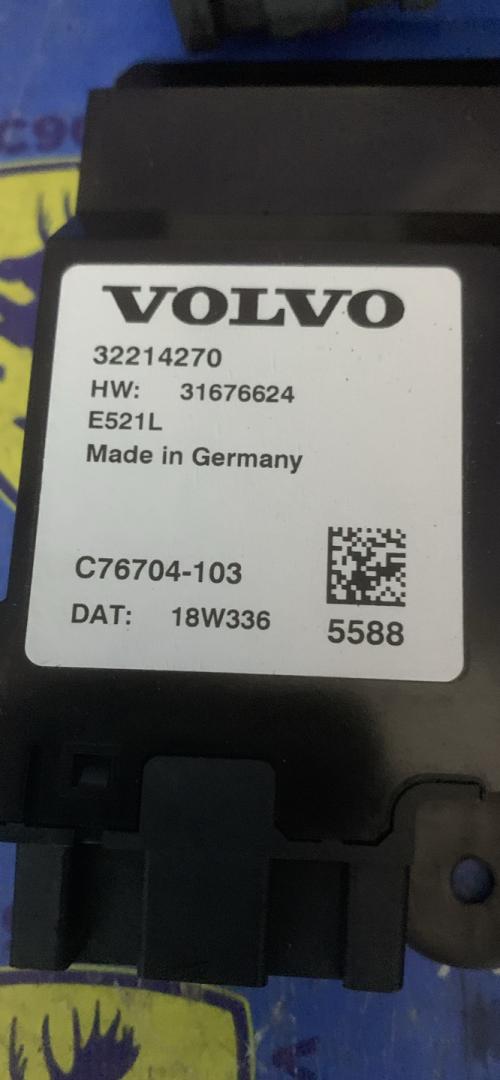 VOLVO
32214270
HW: 31676624
E521L
Made in Germany
C76704-103
DAT: 18W336
5588